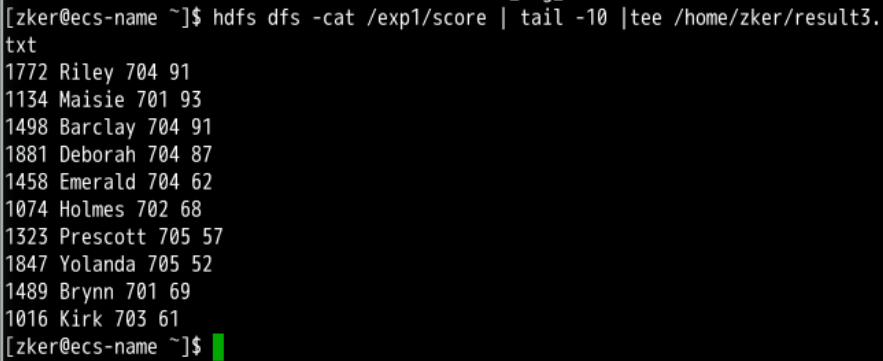 [zker@ecs-name ~]$ hdfs dfs -cat /exp1/score | tail -10 |tee /home/zker/result3.
txt
1772 Riley 704 91
1134 Maisie 701 93
1498 Barclay 704 91
1881 Deborah 704 87
1458 Emerald 704 62
1074 Holmes 702 68
1323 Prescott 705 57
1847 Yolanda 705 52
1489 Brynn 701 69
1016 Kirk 703 61
[zker@ecs-name ~]$